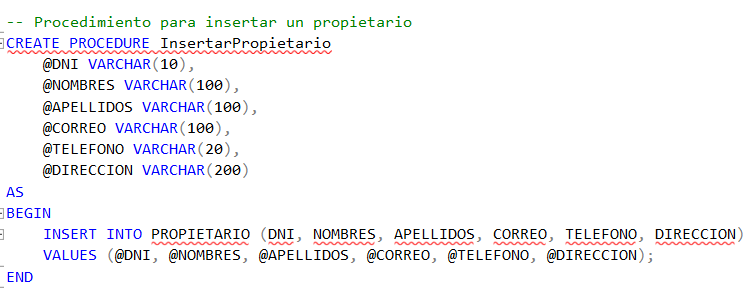 -- Procedimiento para insertar un propietario
CREATE PROCEDURE InsertarPropietario
    @DNI VARCHAR(10),
    @NOMBRES VARCHAR(100),
    @APELLIDOS VARCHAR(100),
    @CORREO VARCHAR(100),
    @TELEFONO VARCHAR(20),
    @DIRECCION VARCHAR(200)
AS
BEGIN
    INSERT INTO PROPIETARIO (DNI, NOMBRES, APELLIDOS, CORREO, TELEFONO, DIRECCION)
    VALUES (@DNI, @NOMBRES, @APELLIDOS, @CORREO, @TELEFONO, @DIRECCION);
END